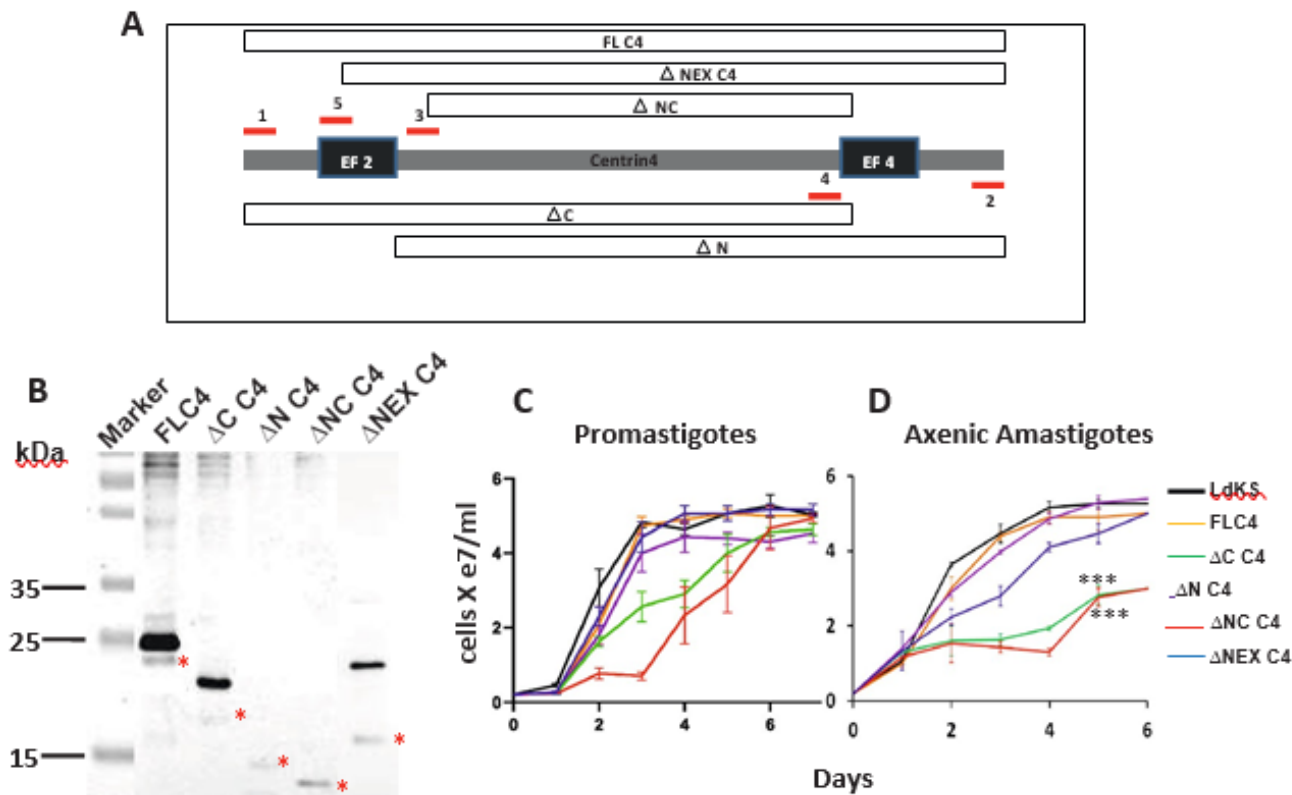 A
FL C4
Δ NEX C4
Δ NC
1
5
3
EF 2
Centrin4
EF 4
4
2
ΔC
Δ N
B
kDa
Marker
FLC4
ΔC C4
ΔN C4
ΔNC C4
ΔNEX C4
35
25
15
*
*
*
*
*
C
Promastigotes
cells X e7/ml
6
4
2
0
0
2
4
6
D
Axenic Amastigotes
6
4
2
0
0
2
4
6
***
***
Days
LdKS
FLC4
ΔC C4
ΔN C4
ΔNC C4
ΔNEX C4